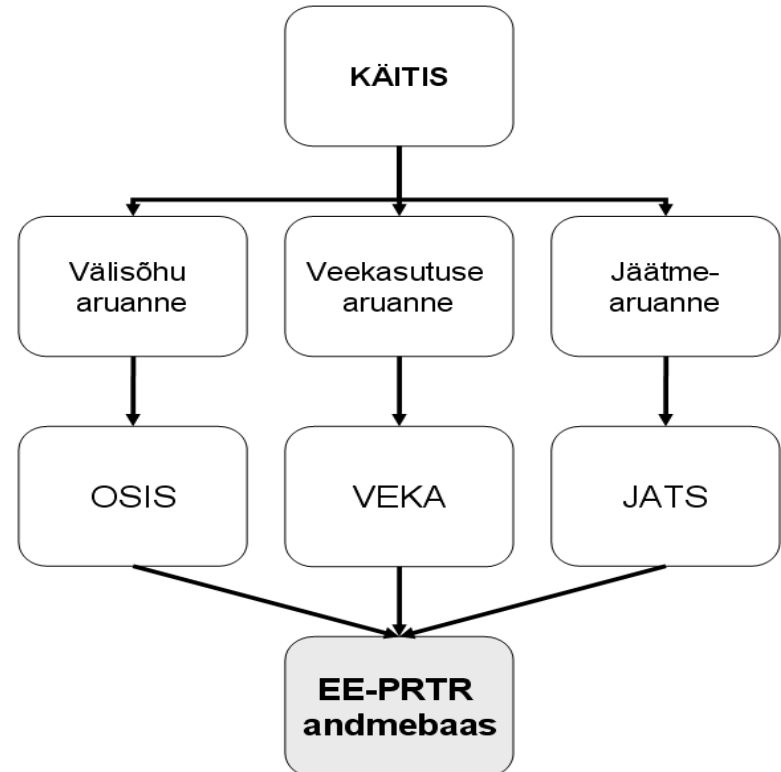 KÄITIS
Välisõhu
aruanne
Veekasutuse
aruanne
Jäätme-
aruanne
OSIS
VEKA
JATS
EE-PRTR
andmebaas